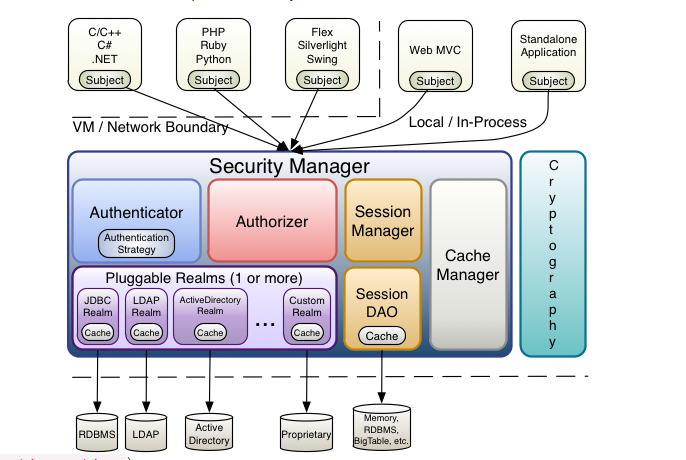 C/C++
C#
.NET
Subject
PHP
Ruby
Python
Subject
Flex
Silverlight
Swing
Subject
Web MVC
Subject
Standalone
Application
Subject
VM / Network Boundary
Local / In-Process
Security Manager
Authenticator
Authentication
Strategy
Authorizer
Session
Manager
Cache
Manager
Cryptography
Pluggable Realms (1 or more)
JDBC
Realm
Cache
LDAP
Realm
Cache
ActiveDirectory
Realm
Cache
...
Custom
Realm
Cache
Session
DAO
Cache
RDBMS
LDAP
Active
Directory
Proprietary
Memory,
RDBMS,
BigTable, etc.